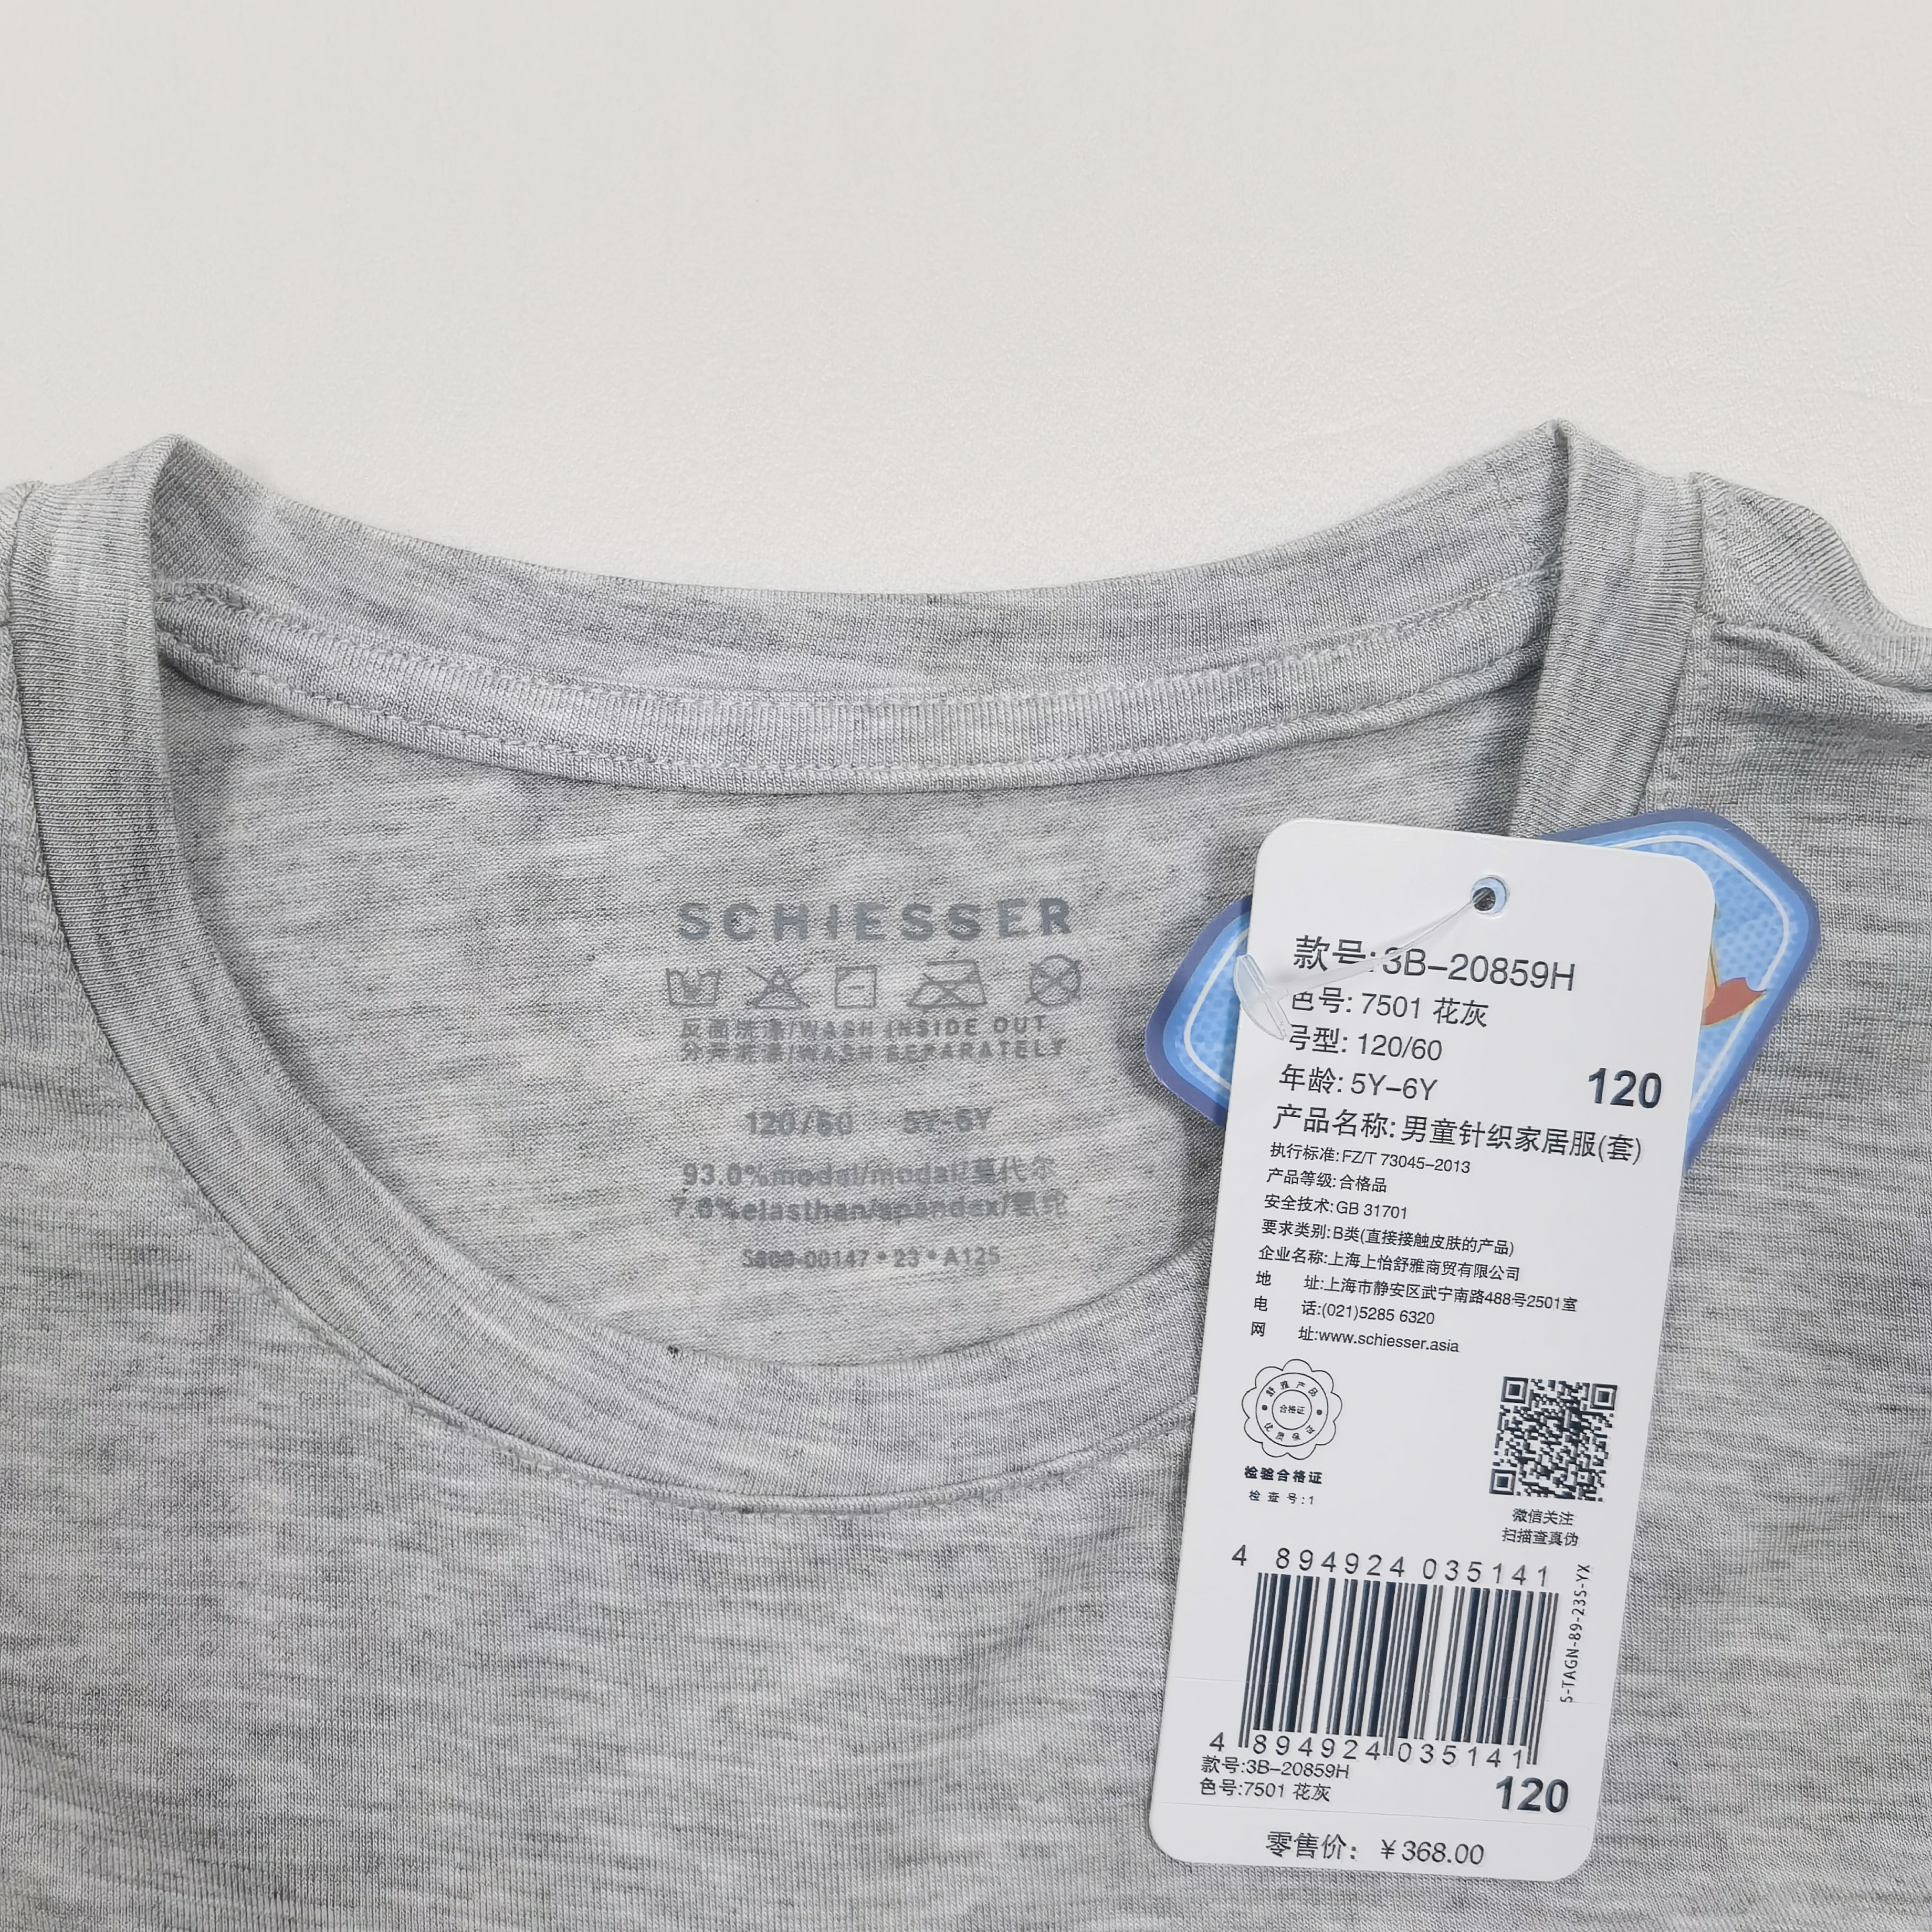 SCHIESSER
反面洗涤/WASH INSIDE OUT
分开洗涤/WASH SEPARATELY
120/60 5Y-6Y
93.0%modal/modal/莫代尔
7.0%elasthan/spandex/氨纶
S800-00147*23*A125
款号:3B-20859H
色号:7501 花灰
号型:120/60
年龄:5Y-6Y
120
产品名称:男童针织家居服(套)
执行标准:FZ/T 73045-2013
产品等级:合格品
安全技术:GB 31701
要求类别:B类(直接接触皮肤的产品)
企业名称:上海上怡舒雅商贸有限公司
地 址:上海市静安区武宁南路488号2501室
电 话:(021)5285 6320
网 址:www.schiesser.asia
舒雅产品
合格证
优质保证
检验合格证
检查号:1
微信关注
扫描查真伪
4 894924 035141
S-TAGN-89-23S-YX
4 894924 035141
款号:3B-20859H
色号:7501 花灰
120
零售价: ¥368.00